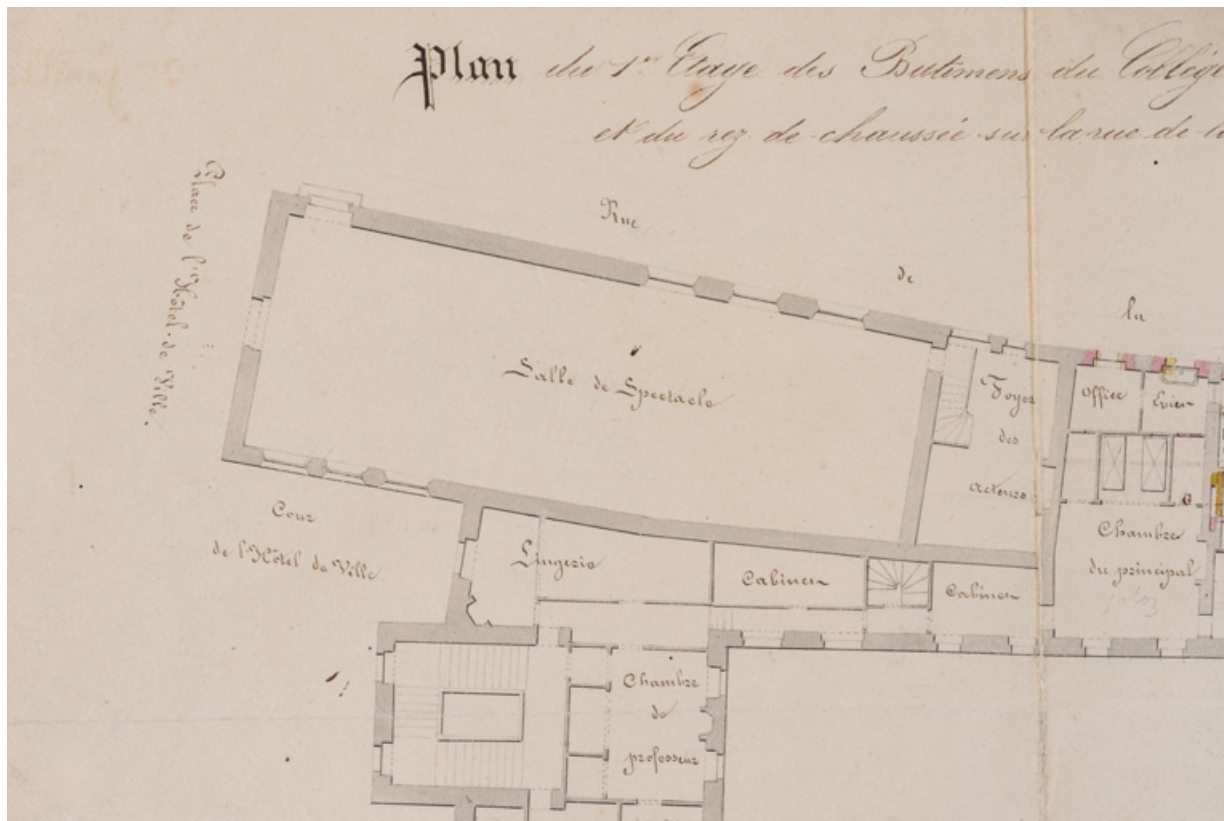 Plan du 1er Etage des Batimens du Collège
et du rez de chaussée sur la rue de
Place de l'Hôtel-de-Ville.
Rue
de
la
Salle de Spectacle
Foyer
des
acteurs
Office
Evier
G
Chambre
du principal
Cour
de l'Hôtel de Ville
Lingerie
Cabinet
Cabinet
Chambre
de
professeur